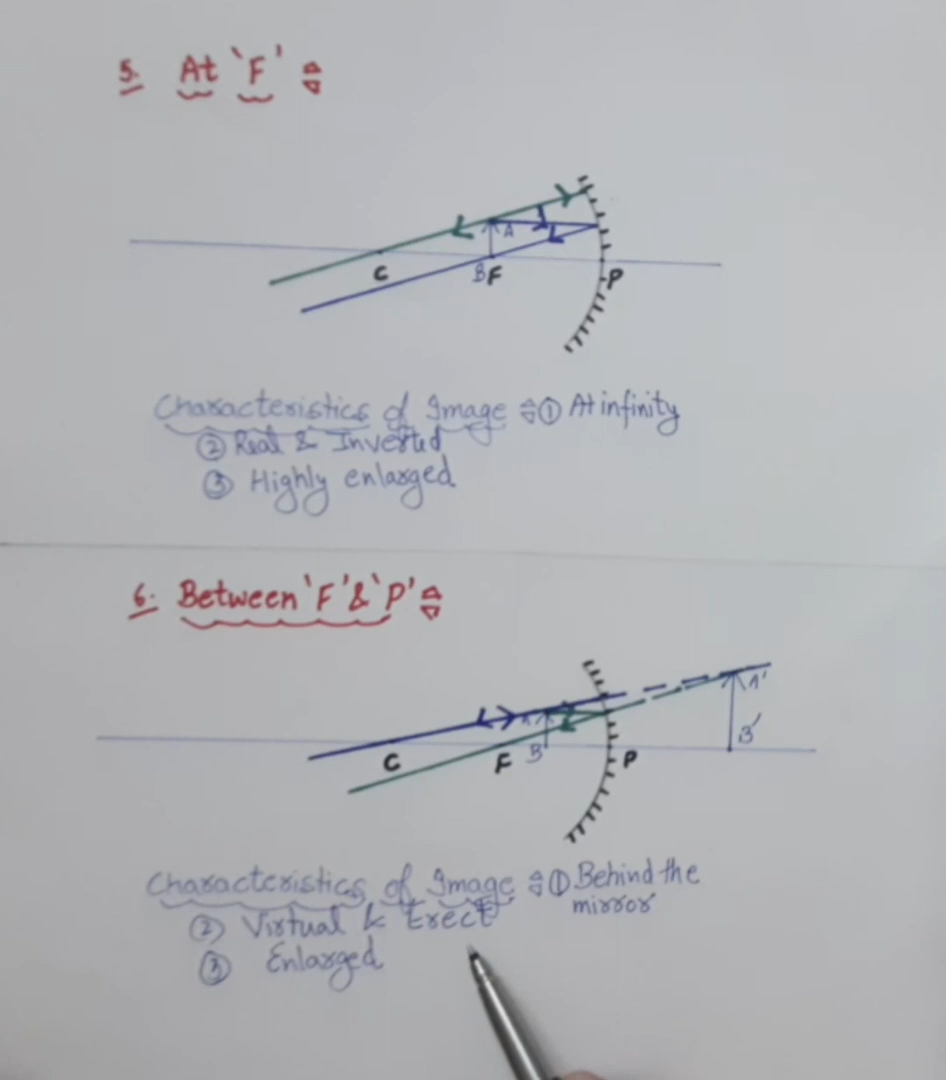 5. At 'F' :
A
C
B F
P
Characteristics of Image :- ① At infinity
② Real & Inverted
③ Highly enlarged
6. Between 'F' & 'P' :
A'
A
B'
C
F
B
P
Characteristics of Image :- ① Behind the
mirror
② Virtual & Erect
③ Enlarged